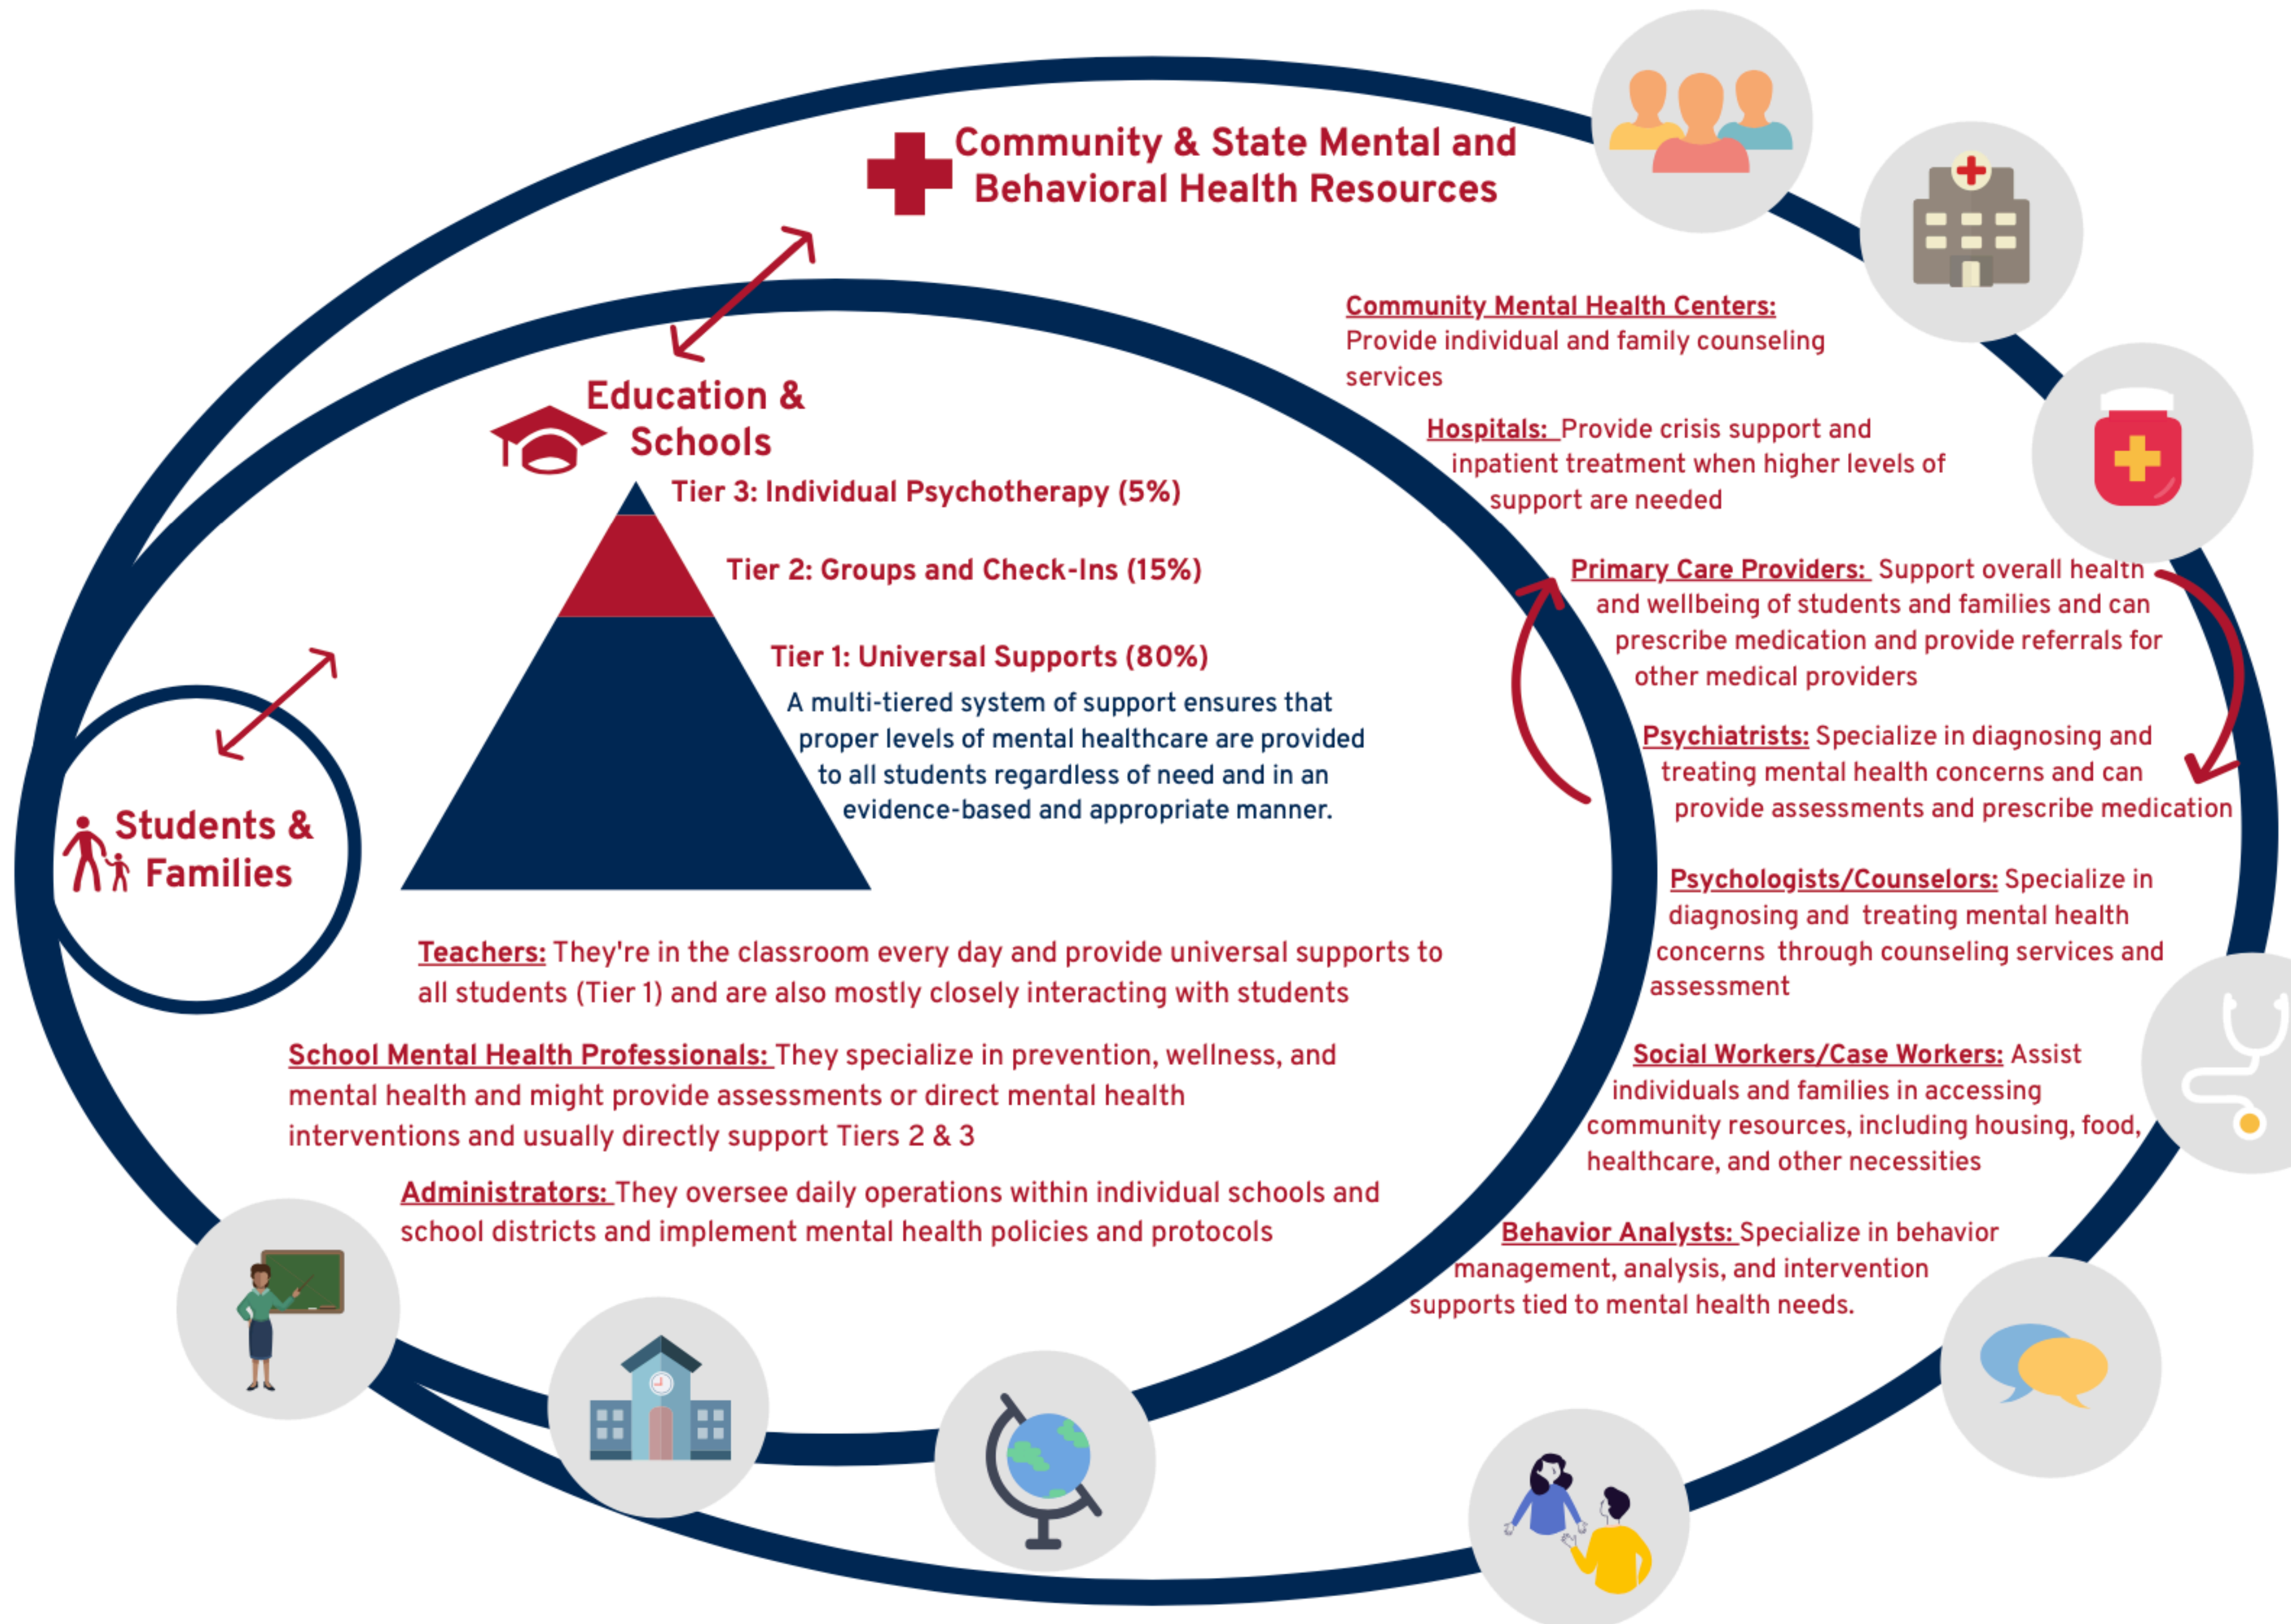 Community & State Mental and
Behavioral Health Resources
Education &
Schools
Tier 3: Individual Psychotherapy (5%)
Tier 2: Groups and Check-Ins (15%)
Tier 1: Universal Supports (80%)
A multi-tiered system of support ensures that
proper levels of mental healthcare are provided
to all students regardless of need and in an
evidence-based and appropriate manner.
Students &
Families
Teachers: They're in the classroom every day and provide universal supports to
all students (Tier 1) and are also mostly closely interacting with students
School Mental Health Professionals: They specialize in prevention, wellness, and
mental health and might provide assessments or direct mental health
interventions and usually directly support Tiers 2 & 3
Administrators: They oversee daily operations within individual schools and
school districts and implement mental health policies and protocols
Community Mental Health Centers:
Provide individual and family counseling
services
Hospitals: Provide crisis support and
inpatient treatment when higher levels of
support are needed
Primary Care Providers: Support overall health
and wellbeing of students and families and can
prescribe medication and provide referrals for
other medical providers
Psychiatrists: Specialize in diagnosing and
treating mental health concerns and can
provide assessments and prescribe medication
Psychologists/Counselors: Specialize in
diagnosing and treating mental health
concerns through counseling services and
assessment
Social Workers/Case Workers: Assist
individuals and families in accessing
community resources, including housing, food,
healthcare, and other necessities
Behavior Analysts: Specialize in behavior
management, analysis, and intervention
supports tied to mental health needs.